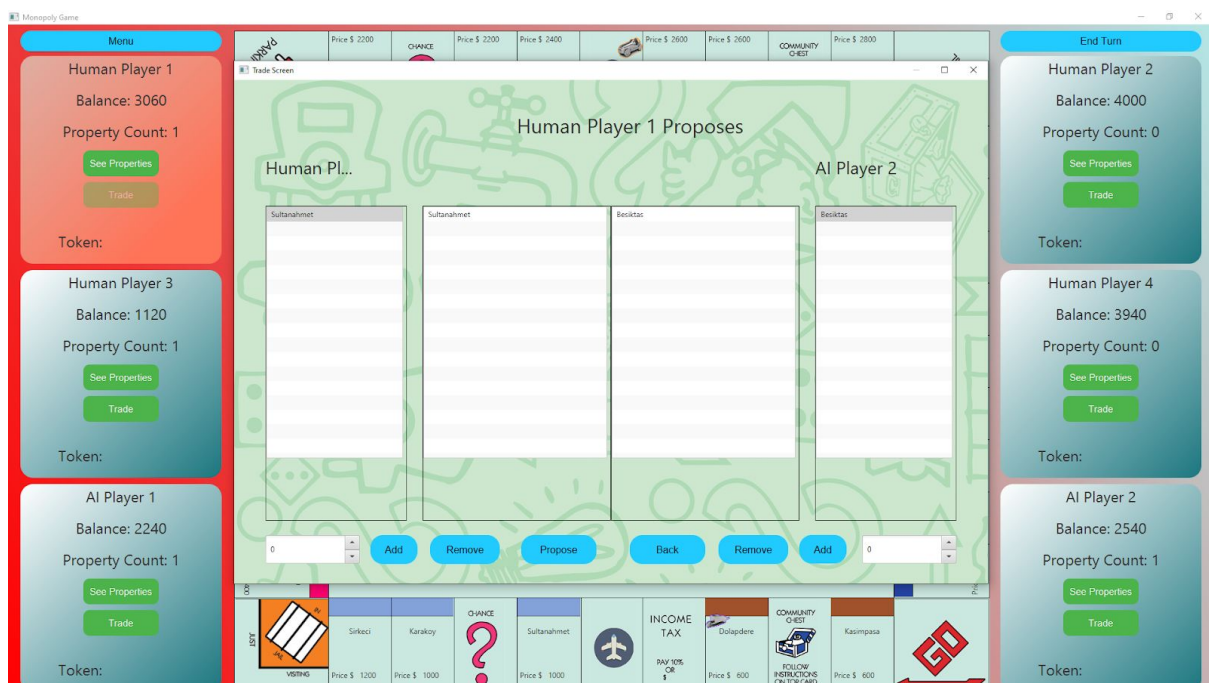 Monopoly Game
Menu
Human Player 1
Balance: 3060
Property Count: 1
See Properties
Trade
Token:
Human Player 3
Balance: 1120
Property Count: 1
See Properties
Trade
Token:
AI Player 1
Balance: 2240
Property Count: 1
See Properties
Trade
Token:
Price $ 2200
CHANCE
Price $ 2200
Price $ 2400
Price $ 2600
Price $ 2600
COMMUNITY
CHEST
Price $ 2800
Trade Screen
Human Player 1 Proposes
Human Pl...
AI Player 2
Sultanahmet
Sultanahmet
Besiktas
Besiktas
0
Add
Remove
Propose
Back
Remove
Add
0
IN
JUST
VISITING
Sirkeci
Price $ 1200
Karakoy
Price $ 1000
CHANCE
Sultanahmet
Price $ 1000
INCOME
TAX
PAY 10%
OR
$
Dolapdere
Price $ 600
COMMUNITY
CHEST
FOLLOW
INSTRUCTIONS
ON TOP CARD
Kasimpasa
Price $ 600
GO
End Turn
Human Player 2
Balance: 4000
Property Count: 0
See Properties
Trade
Token:
Human Player 4
Balance: 3940
Property Count: 0
See Properties
Trade
Token:
AI Player 2
Balance: 2540
Property Count: 1
See Properties
Trade
Token: